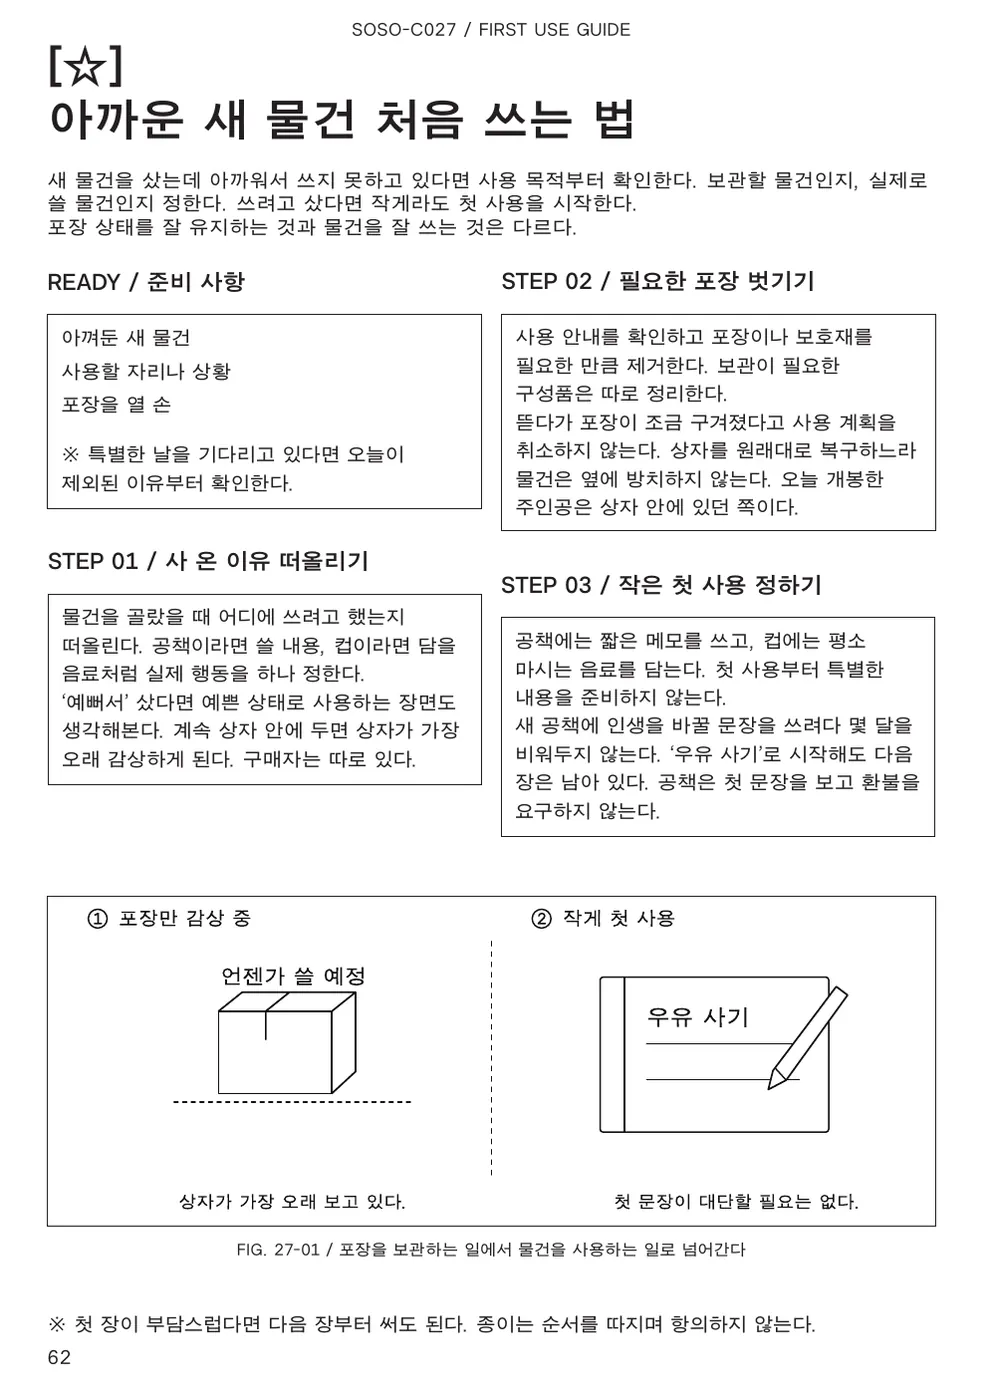 SOSO-C027 / FIRST USE GUIDE
[☆]
아까운 새 물건 처음 쓰는 법
새 물건을 샀는데 아까워서 쓰지 못하고 있다면 사용 목적부터 확인한다. 보관할 물건인지, 실제로
쓸 물건인지 정한다. 쓰려고 샀다면 작게라도 첫 사용을 시작한다.
포장 상태를 잘 유지하는 것과 물건을 잘 쓰는 것은 다르다.
READY / 준비 사항
아껴둔 새 물건
사용할 자리나 상황
포장을 열 손
※ 특별한 날을 기다리고 있다면 오늘이
제외된 이유부터 확인한다.
STEP 01 / 사 온 이유 떠올리기
물건을 골랐을 때 어디에 쓰려고 했는지
떠올린다. 공책이라면 쓸 내용, 컵이라면 담을
음료처럼 실제 행동을 하나 정한다.
‘예뻐서’ 샀다면 예쁜 상태로 사용하는 장면도
생각해본다. 계속 상자 안에 두면 상자가 가장
오래 감상하게 된다. 구매자는 따로 있다.
STEP 02 / 필요한 포장 벗기기
사용 안내를 확인하고 포장이나 보호재를
필요한 만큼 제거한다. 보관이 필요한
구성품은 따로 정리한다.
뜯다가 포장이 조금 구겨졌다고 사용 계획을
취소하지 않는다. 상자를 원래대로 복구하느라
물건은 옆에 방치하지 않는다. 오늘 개봉한
주인공은 상자 안에 있던 쪽이다.
STEP 03 / 작은 첫 사용 정하기
공책에는 짧은 메모를 쓰고, 컵에는 평소
마시는 음료를 담는다. 첫 사용부터 특별한
내용을 준비하지 않는다.
새 공책에 인생을 바꿀 문장을 쓰려다 몇 달을
비워두지 않는다. ‘우유 사기’로 시작해도 다음
장은 남아 있다. 공책은 첫 문장을 보고 환불을
요구하지 않는다.
① 포장만 감상 중
언젠가 쓸 예정
상자가 가장 오래 보고 있다.
② 작게 첫 사용
우유 사기
첫 문장이 대단할 필요는 없다.
FIG. 27-01 / 포장을 보관하는 일에서 물건을 사용하는 일로 넘어간다
※ 첫 장이 부담스럽다면 다음 장부터 써도 된다. 종이는 순서를 따지며 항의하지 않는다.
62